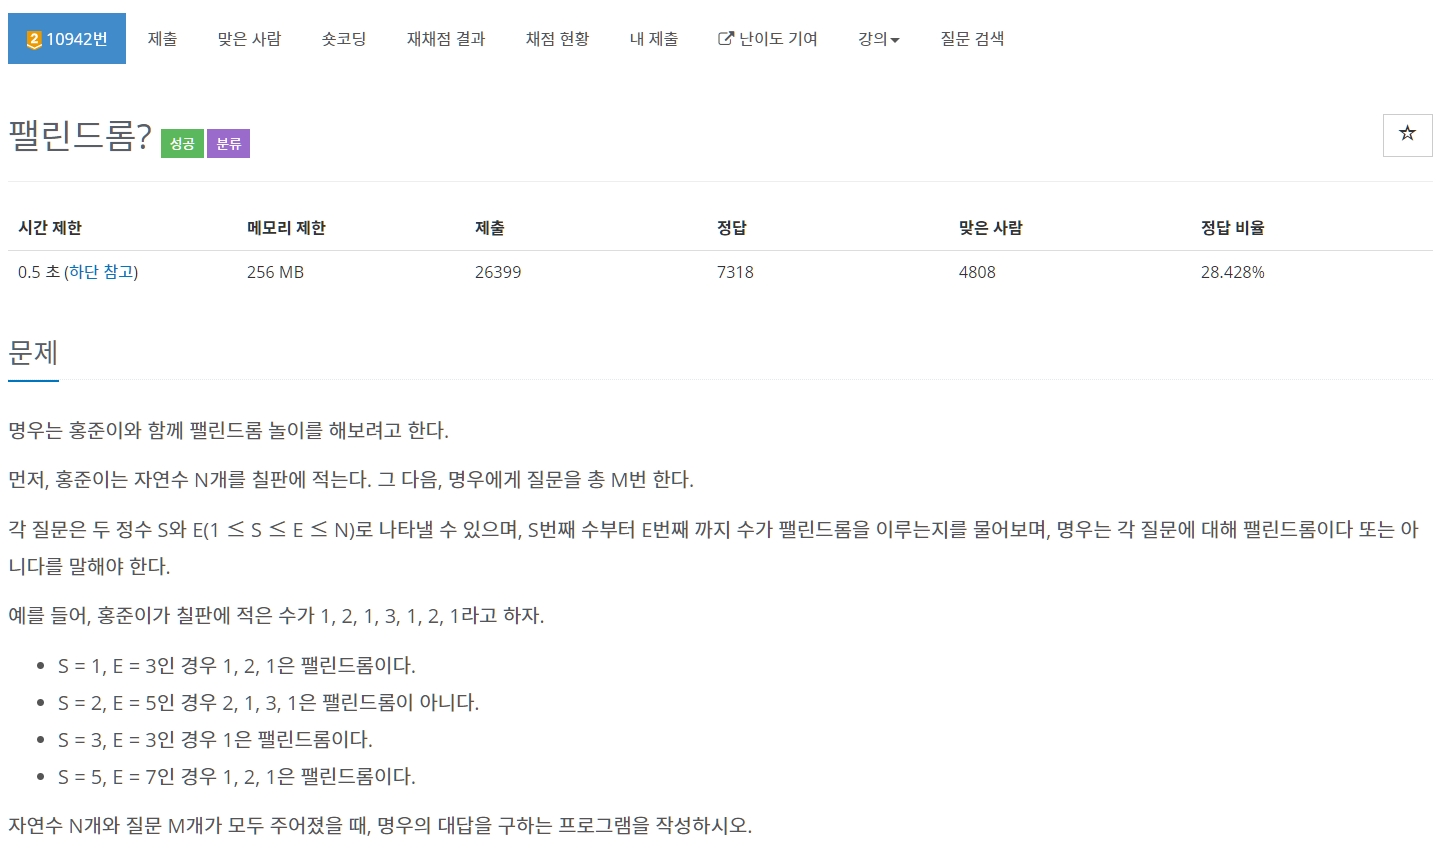 2 10942번 제출 맞은 사람 숏코딩 재채점 결과 채점 현황 내 제출 난이도 기여 강의 질문 검색
팰린드롬? 성공 분류
시간 제한 메모리 제한 제출 정답 맞은 사람 정답 비율
0.5 초 (하단 참고) 256 MB 26399 7318 4808 28.428%
문제
명우는 홍준이와 함께 팰린드롬 놀이를 해보려고 한다.
먼저, 홍준이는 자연수 N개를 칠판에 적는다. 그 다음, 명우에게 질문을 총 M번 한다.
각 질문은 두 정수 S와 E(1 ≤ S ≤ E ≤ N)로 나타낼 수 있으며, S번째 수부터 E번째 까지 수가 팰린드롬을 이루는지를 물어보며, 명우는 각 질문에 대해 팰린드롬이다 또는 아
니다를 말해야 한다.
예를 들어, 홍준이가 칠판에 적은 수가 1, 2, 1, 3, 1, 2, 1라고 하자.
• S = 1, E = 3인 경우 1, 2, 1은 팰린드롬이다.
• S = 2, E = 5인 경우 2, 1, 3, 1은 팰린드롬이 아니다.
• S = 3, E = 3인 경우 1은 팰린드롬이다.
• S = 5, E = 7인 경우 1, 2, 1은 팰린드롬이다.
자연수 N개와 질문 M개가 모두 주어졌을 때, 명우의 대답을 구하는 프로그램을 작성하시오.